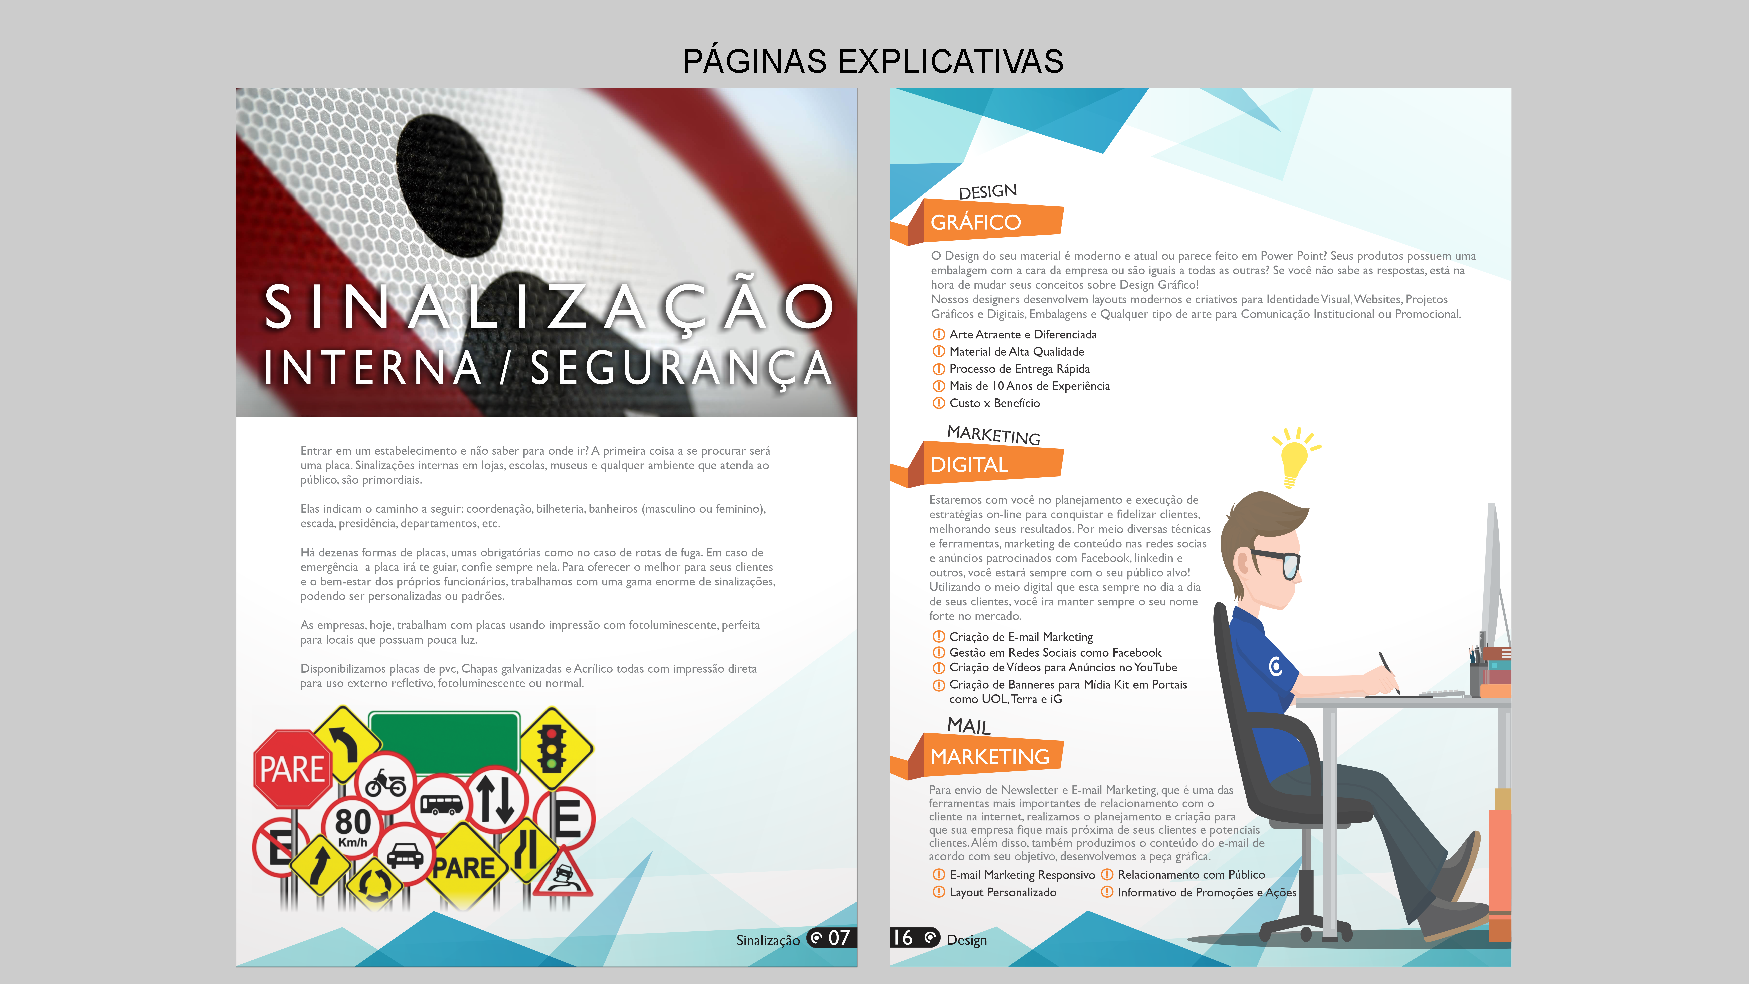 PÁGINAS EXPLICATIVAS
SINALIZAÇÃO
INTERNA / SEGURANÇA
Entrar em um estabelecimento e não saber para onde ir? A primeira coisa a se procurar será
uma placa. Sinalizações internas em lojas, escolas, museus e qualquer ambiente que atenda ao
público, são primordiais.
Elas indicam o caminho a seguir: coordenação, bilheteria, banheiros (masculino ou feminino),
escada, presidência, departamentos, etc.
Há dezenas formas de placas, umas obrigatórias como no caso de rotas de fuga. Em caso de
emergência a placa irá te guiar, confie sempre nela. Para oferecer o melhor para seus clientes
e o bem-estar dos próprios funcionários, trabalhamos com uma gama enorme de sinalizações,
podendo ser personalizadas ou padrões.
As empresas, hoje, trabalham com placas usando impressão com fotoluminescente, perfeita
para locais que possuam pouca luz.
Disponibilizamos placas de pvc, Chapas galvanizadas e Acrílico todas com impressão direta
para uso externo refletivo, fotoluminescente ou normal.
PARE
80
Km/h
E
E
PARE
Sinalização 07
DESIGN
GRÁFICO
O Design do seu material é moderno e atual ou parece feito em Power Point? Seus produtos possuem uma
embalagem com a cara da empresa ou são iguais a todas as outras? Se você não sabe as respostas, está na
hora de mudar seus conceitos sobre Design Gráfico!
Nossos designers desenvolvem layouts modernos e criativos para Identidade Visual, Websites, Projetos
Gráficos e Digitais, Embalagens e Qualquer tipo de arte para Comunicação Institucional ou Promocional.
Arte Atraente e Diferenciada
Material de Alta Qualidade
Processo de Entrega Rápida
Mais de 10 Anos de Experiência
Custo x Benefício
MARKETING
DIGITAL
Estaremos com você no planejamento e execução de
estratégias on-line para conquistar e fidelizar clientes,
melhorando seus resultados. Por meio diversas técnicas
e ferramentas, marketing de conteúdo nas redes socias
e anúncios patrocinados com Facebook, linkedin e
outros, você estará sempre com o seu público alvo!
Utilizando o meio digital que esta sempre no dia a dia
de seus clientes, você ira manter sempre o seu nome
forte no mercado.
Criação de E-mail Marketing
Gestão em Redes Sociais como Facebook
Criação de Vídeos para Anúncios no YouTube
Criação de Banneres para Mídia Kit em Portais
como UOL, Terra e iG
MAIL
MARKETING
Para envio de Newsletter e E-mail Marketing, que é uma das
ferramentas mais importantes de relacionamento com o
cliente na internet, realizamos o planejamento e criação para
que sua empresa fique mais próxima de seus clientes e potenciais
clientes. Além disso, também produzimos o conteúdo do e-mail de
acordo com seu objetivo, desenvolvemos a peça gráfica.
E-mail Marketing Responsivo Relacionamento com Público
Layout Personalizado Informativo de Promoções e Ações
16 Design